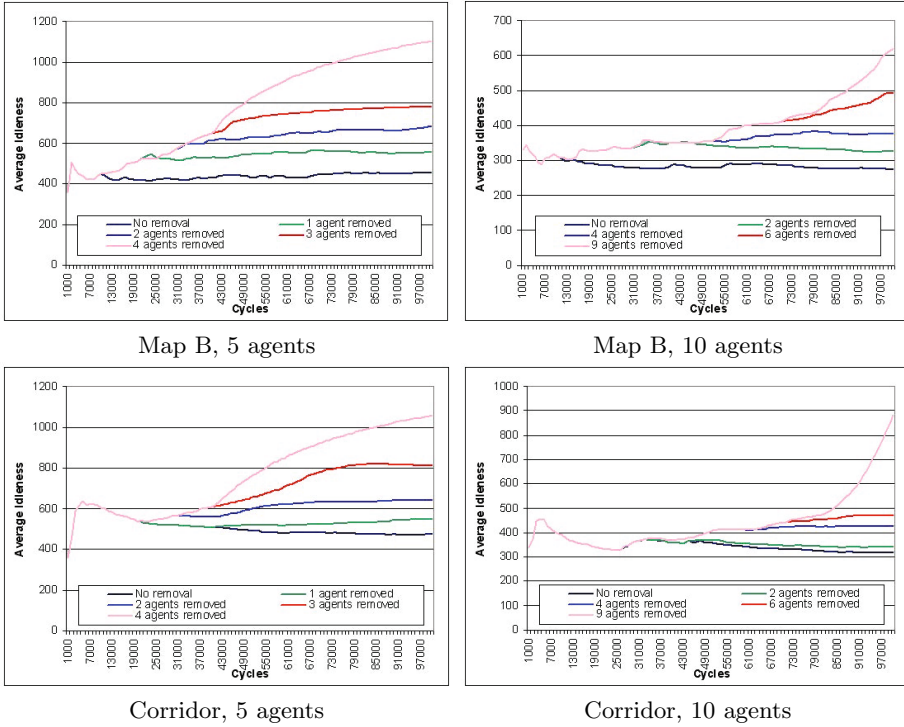 1200
1000
800
600
400
200
0
Average Idleness
No removal
1 agent removed
2 agents removed
3 agents removed
4 agents removed
1000 7000 13000 19000 25000 31000 37000 43000 49000 55000 61000 67000 73000 79000 85000 91000 97000
Cycles
Map B, 5 agents
700
600
500
400
300
200
100
0
Average Idleness
No removal
2 agents removed
4 agents removed
6 agents removed
9 agents removed
1000 7000 13000 19000 25000 31000 37000 43000 49000 55000 61000 67000 73000 79000 85000 91000 97000
Cycles
Map B, 10 agents
1200
1000
800
600
400
200
0
Average Idleness
No removal
1 agent removed
2 agents removed
3 agents removed
4 agents removed
1000 7000 13000 19000 25000 31000 37000 43000 49000 55000 61000 67000 73000 79000 85000 91000 97000
Cycles
Corridor, 5 agents
1000
900
800
700
600
500
400
300
200
100
0
Average Idleness
No removal
2 agents removed
4 agents removed
6 agents removed
9 agents removed
1000 7000 13000 19000 25000 31000 37000 43000 49000 55000 61000 67000 73000 79000 85000 91000 97000
Cycles
Corridor, 10 agents